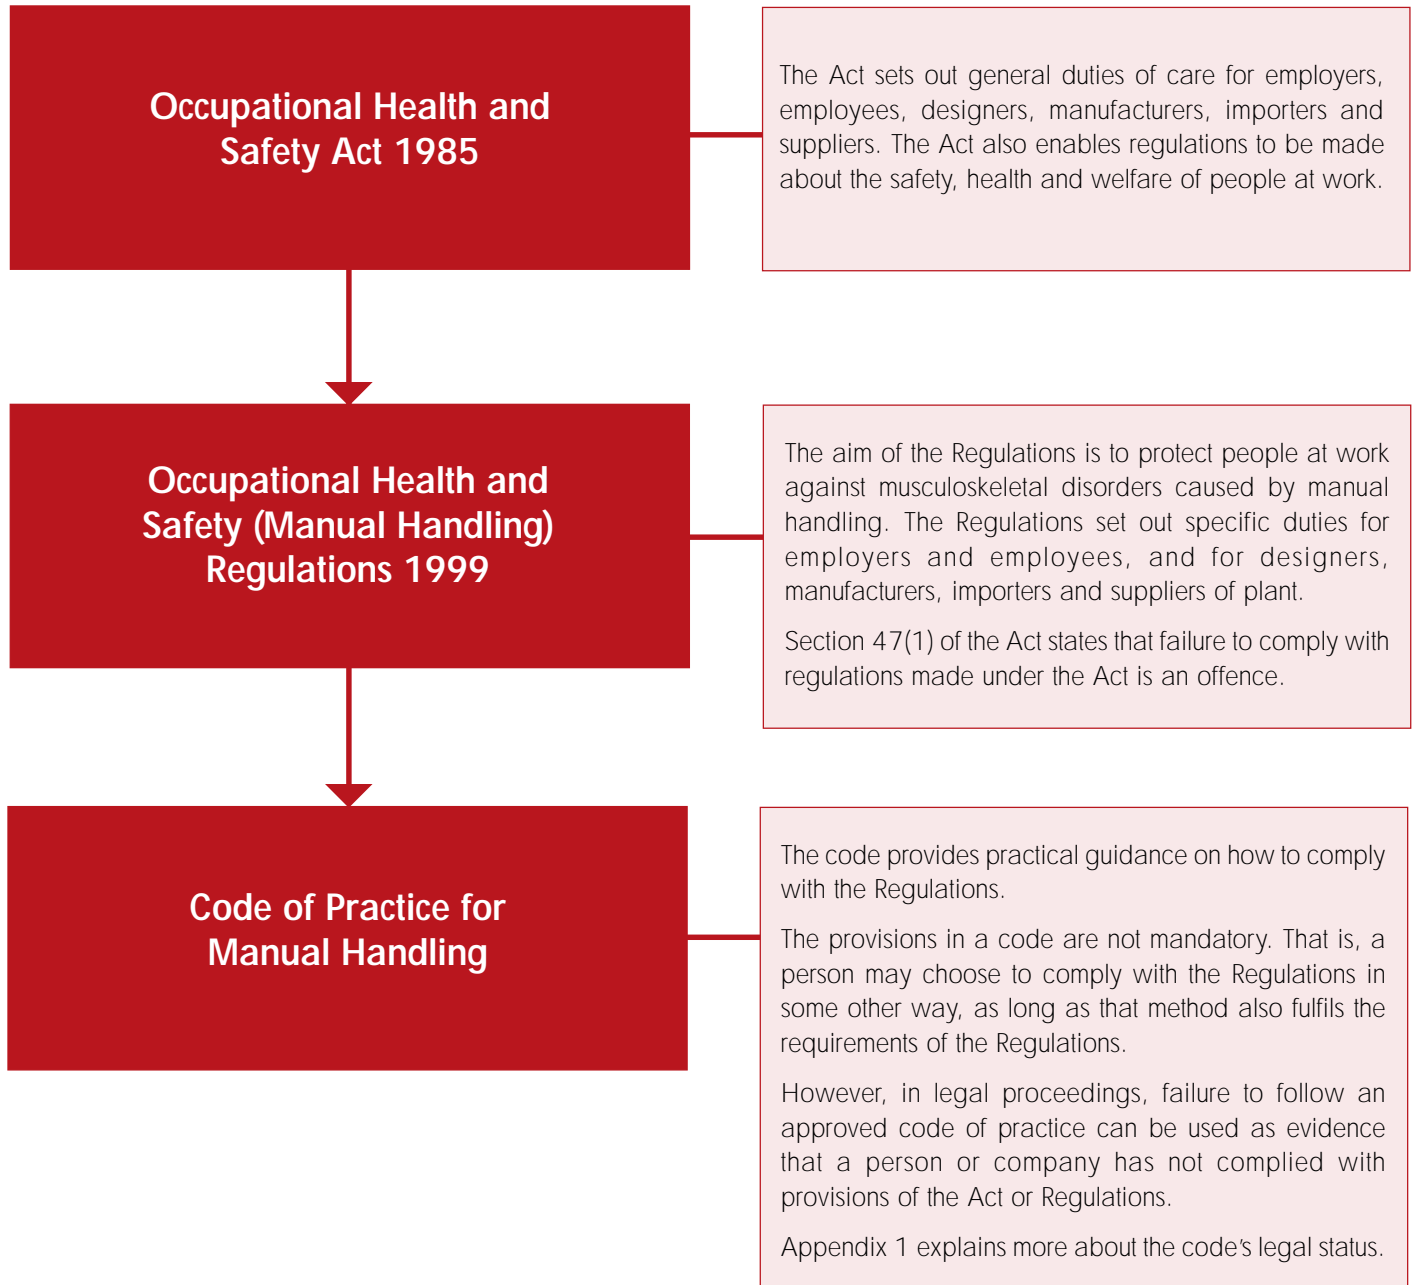 Occupational Health and
Safety Act 1985
The Act sets out general duties of care for employers,
employees, designers, manufacturers, importers and
suppliers. The Act also enables regulations to be made
about the safety, health and welfare of people at work.
Occupational Health and
Safety (Manual Handling)
Regulations 1999
The aim of the Regulations is to protect people at work
against musculoskeletal disorders caused by manual
handling. The Regulations set out specific duties for
employers and employees, and for designers,
manufacturers, importers and suppliers of plant.
Section 47(1) of the Act states that failure to comply with
regulations made under the Act is an offence.
Code of Practice for
Manual Handling
The code provides practical guidance on how to comply
with the Regulations.
The provisions in a code are not mandatory. That is, a
person may choose to comply with the Regulations in
some other way, as long as that method also fulfils the
requirements of the Regulations.
However, in legal proceedings, failure to follow an
approved code of practice can be used as evidence
that a person or company has not complied with
provisions of the Act or Regulations.
Appendix 1 explains more about the code's legal status.